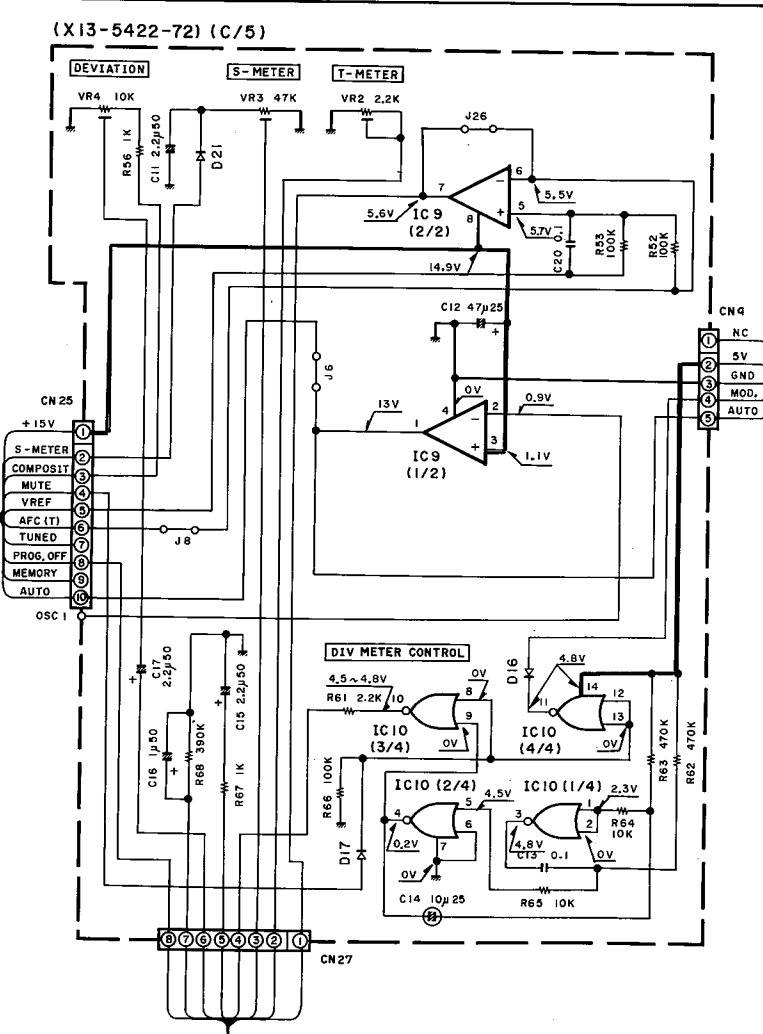 (X13-5422-72) (C/5)
DEVIATION
S-METER
T-METER
VR4 10K
VR3 47K
VR2 2.2K
R56 1K
C11 2.2μ50
D21
J26
7
6
5.5V
5.6V
IC9
(2/2)
8
5
5.7V
C20 0.1
R53
100K
R52
100K
14.9V
C12 47μ25
+
CN9
1 NC
2 5V
3 GND
4 MOD.
5 AUTO
J6
0V
4
2
0.9V
13V
1
3
1.1V
IC9
(1/2)
CN25
+15V 1
S-METER 2
COMPOSIT 3
MUTE 4
VREF 5
AFC(T) 6
TUNED 7
PROG.OFF 8
MEMORY 9
AUTO 10
OSC1
J8
DIV METER CONTROL
C17
2.2μ50
C15 2.2μ50
C16 1μ50
R68 390K
R67 1K
4.5~4.8V
R61 2.2K
10
8
0V
9
IC10
(3/4)
0V
D16
4.8V
14
11
12
13
IC10
(4/4)
0V
R63 470K
R62 470K
R66 100K
D17
IC10 (2/4)
4
5
4.5V
6
7
0.2V
0V
IC10 (1/4)
2.3V
1
3
2
R64
10K
4.8V
0V
C13 0.1
R65 10K
C14 10μ25
8 7 6 5 4 3 2 1
CN27